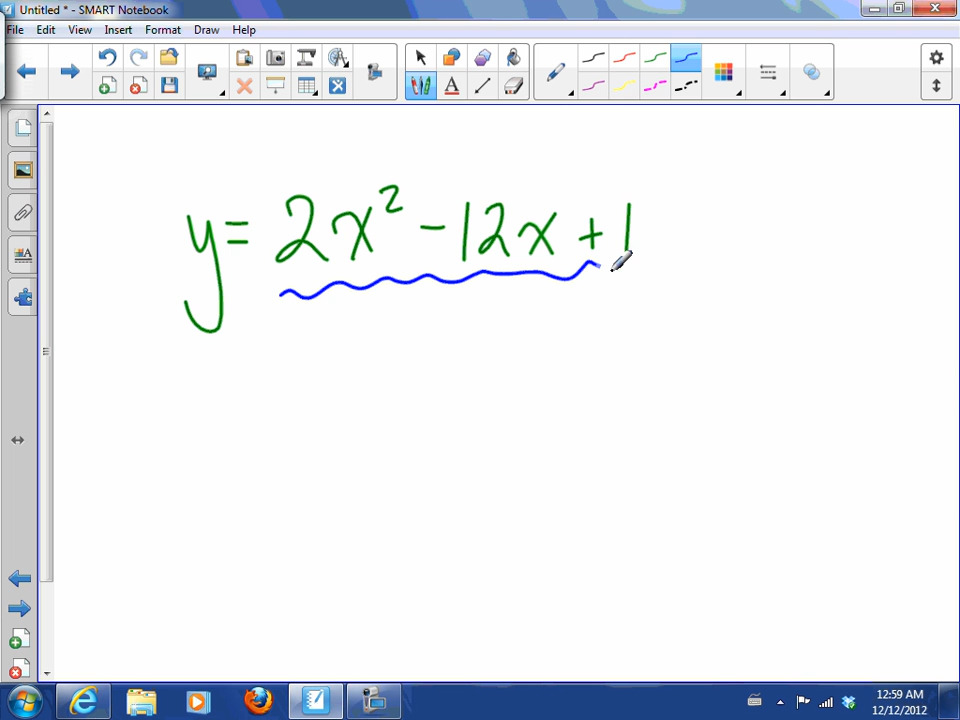 Untitled * - SMART Notebook
File Edit View Insert Format Draw Help
y = 2x² - 12x + 1
12:59 AM
12/12/2012